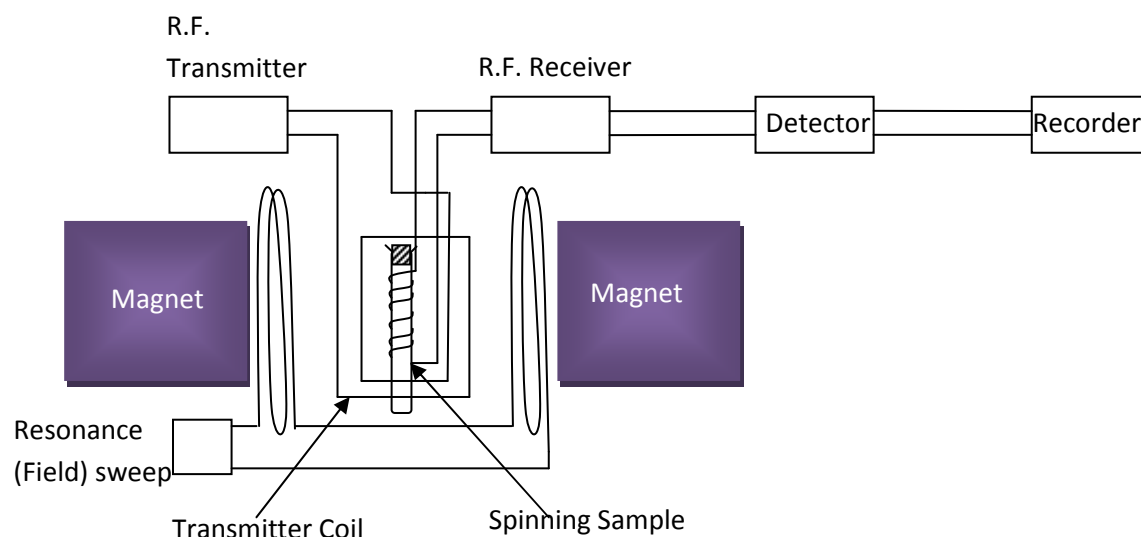 R.F.
Transmitter
R.F. Receiver
Detector
Recorder
Magnet
Magnet
Resonance
(Field) sweep
Transmitter Coil
Spinning Sample